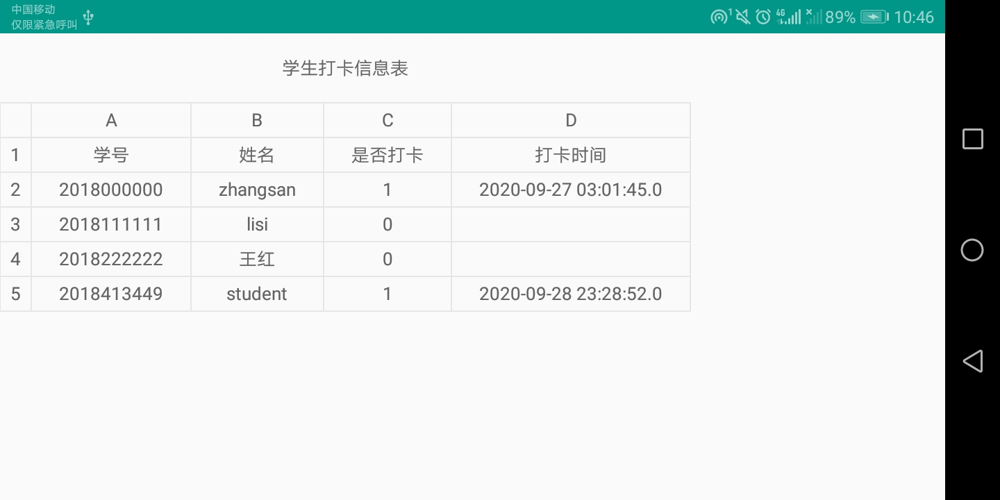 中国移动
仅限紧急呼叫
1 4G 89% 10:46
学生打卡信息表
A B C D
1 学号 姓名 是否打卡 打卡时间
2 2018000000 zhangsan 1 2020-09-27 03:01:45.0
3 2018111111 lisi 0
4 2018222222 王红 0
5 2018413449 student 1 2020-09-28 23:28:52.0